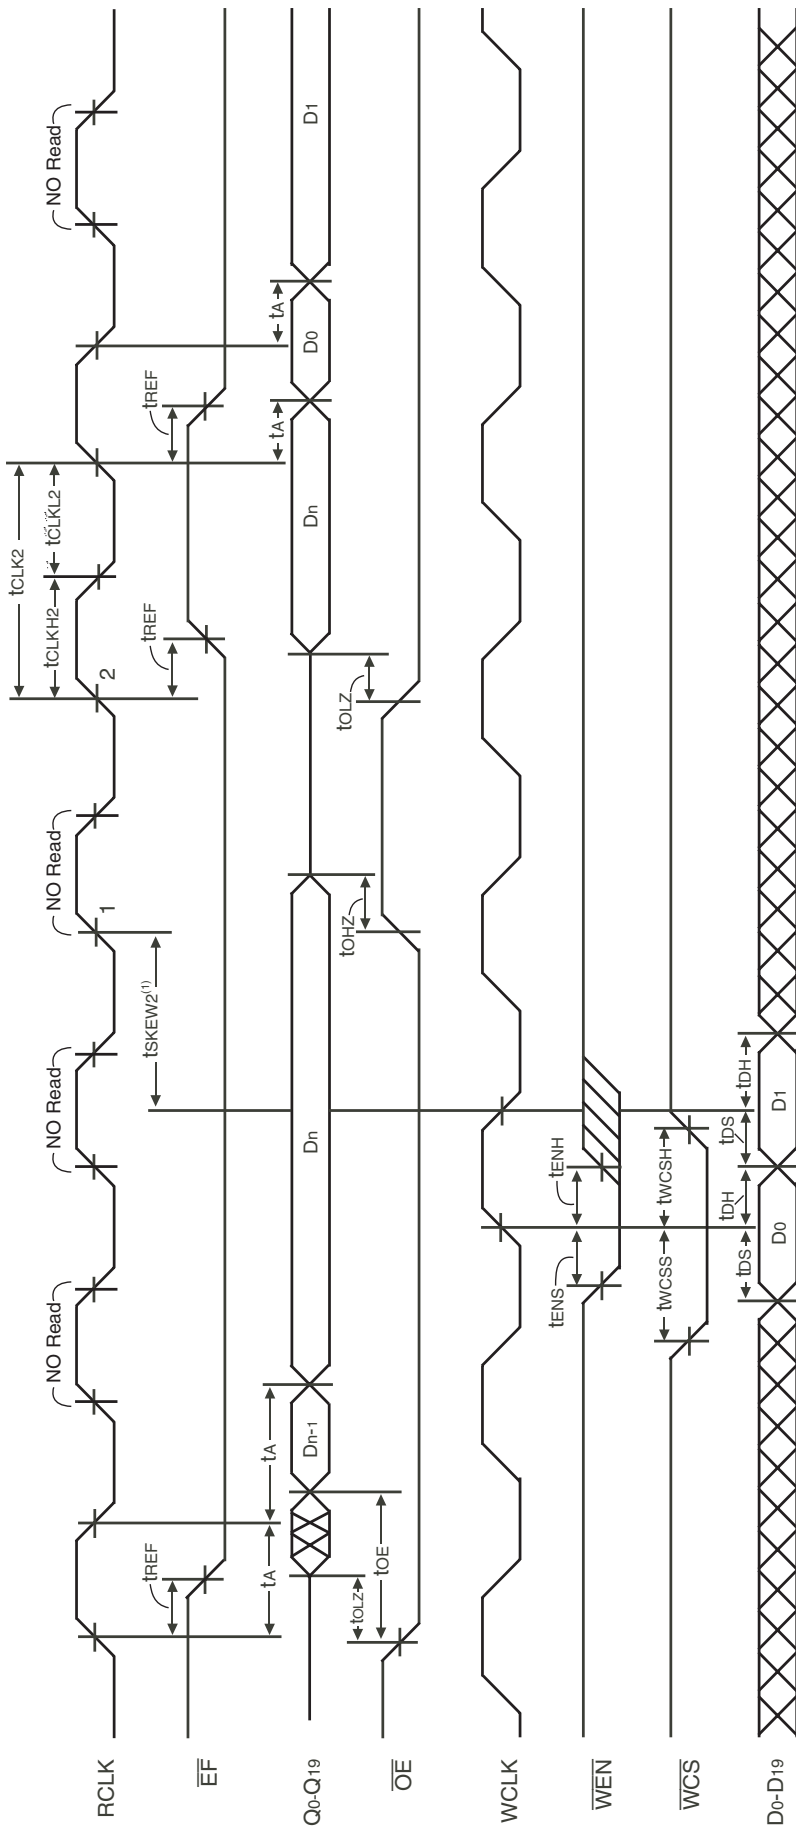 RCLK
NO Read
NO Read
1
NO Read
2
NO Read
tCLK2
tCLKH2
tCLKL2
tSKEW2(1)
EF
tREF
tREF
tREF
tA
tA
tA
tA
Q0-Q19
Dn-1
Dn
Dn
D0
D1
tOLZ
tOE
tOHZ
tOLZ
OE
WCLK
tENS
tENH
WEN
tWCSS
tWCSH
WCS
tDS
tDH
tDS
tDH
D0-D19
D0
D1